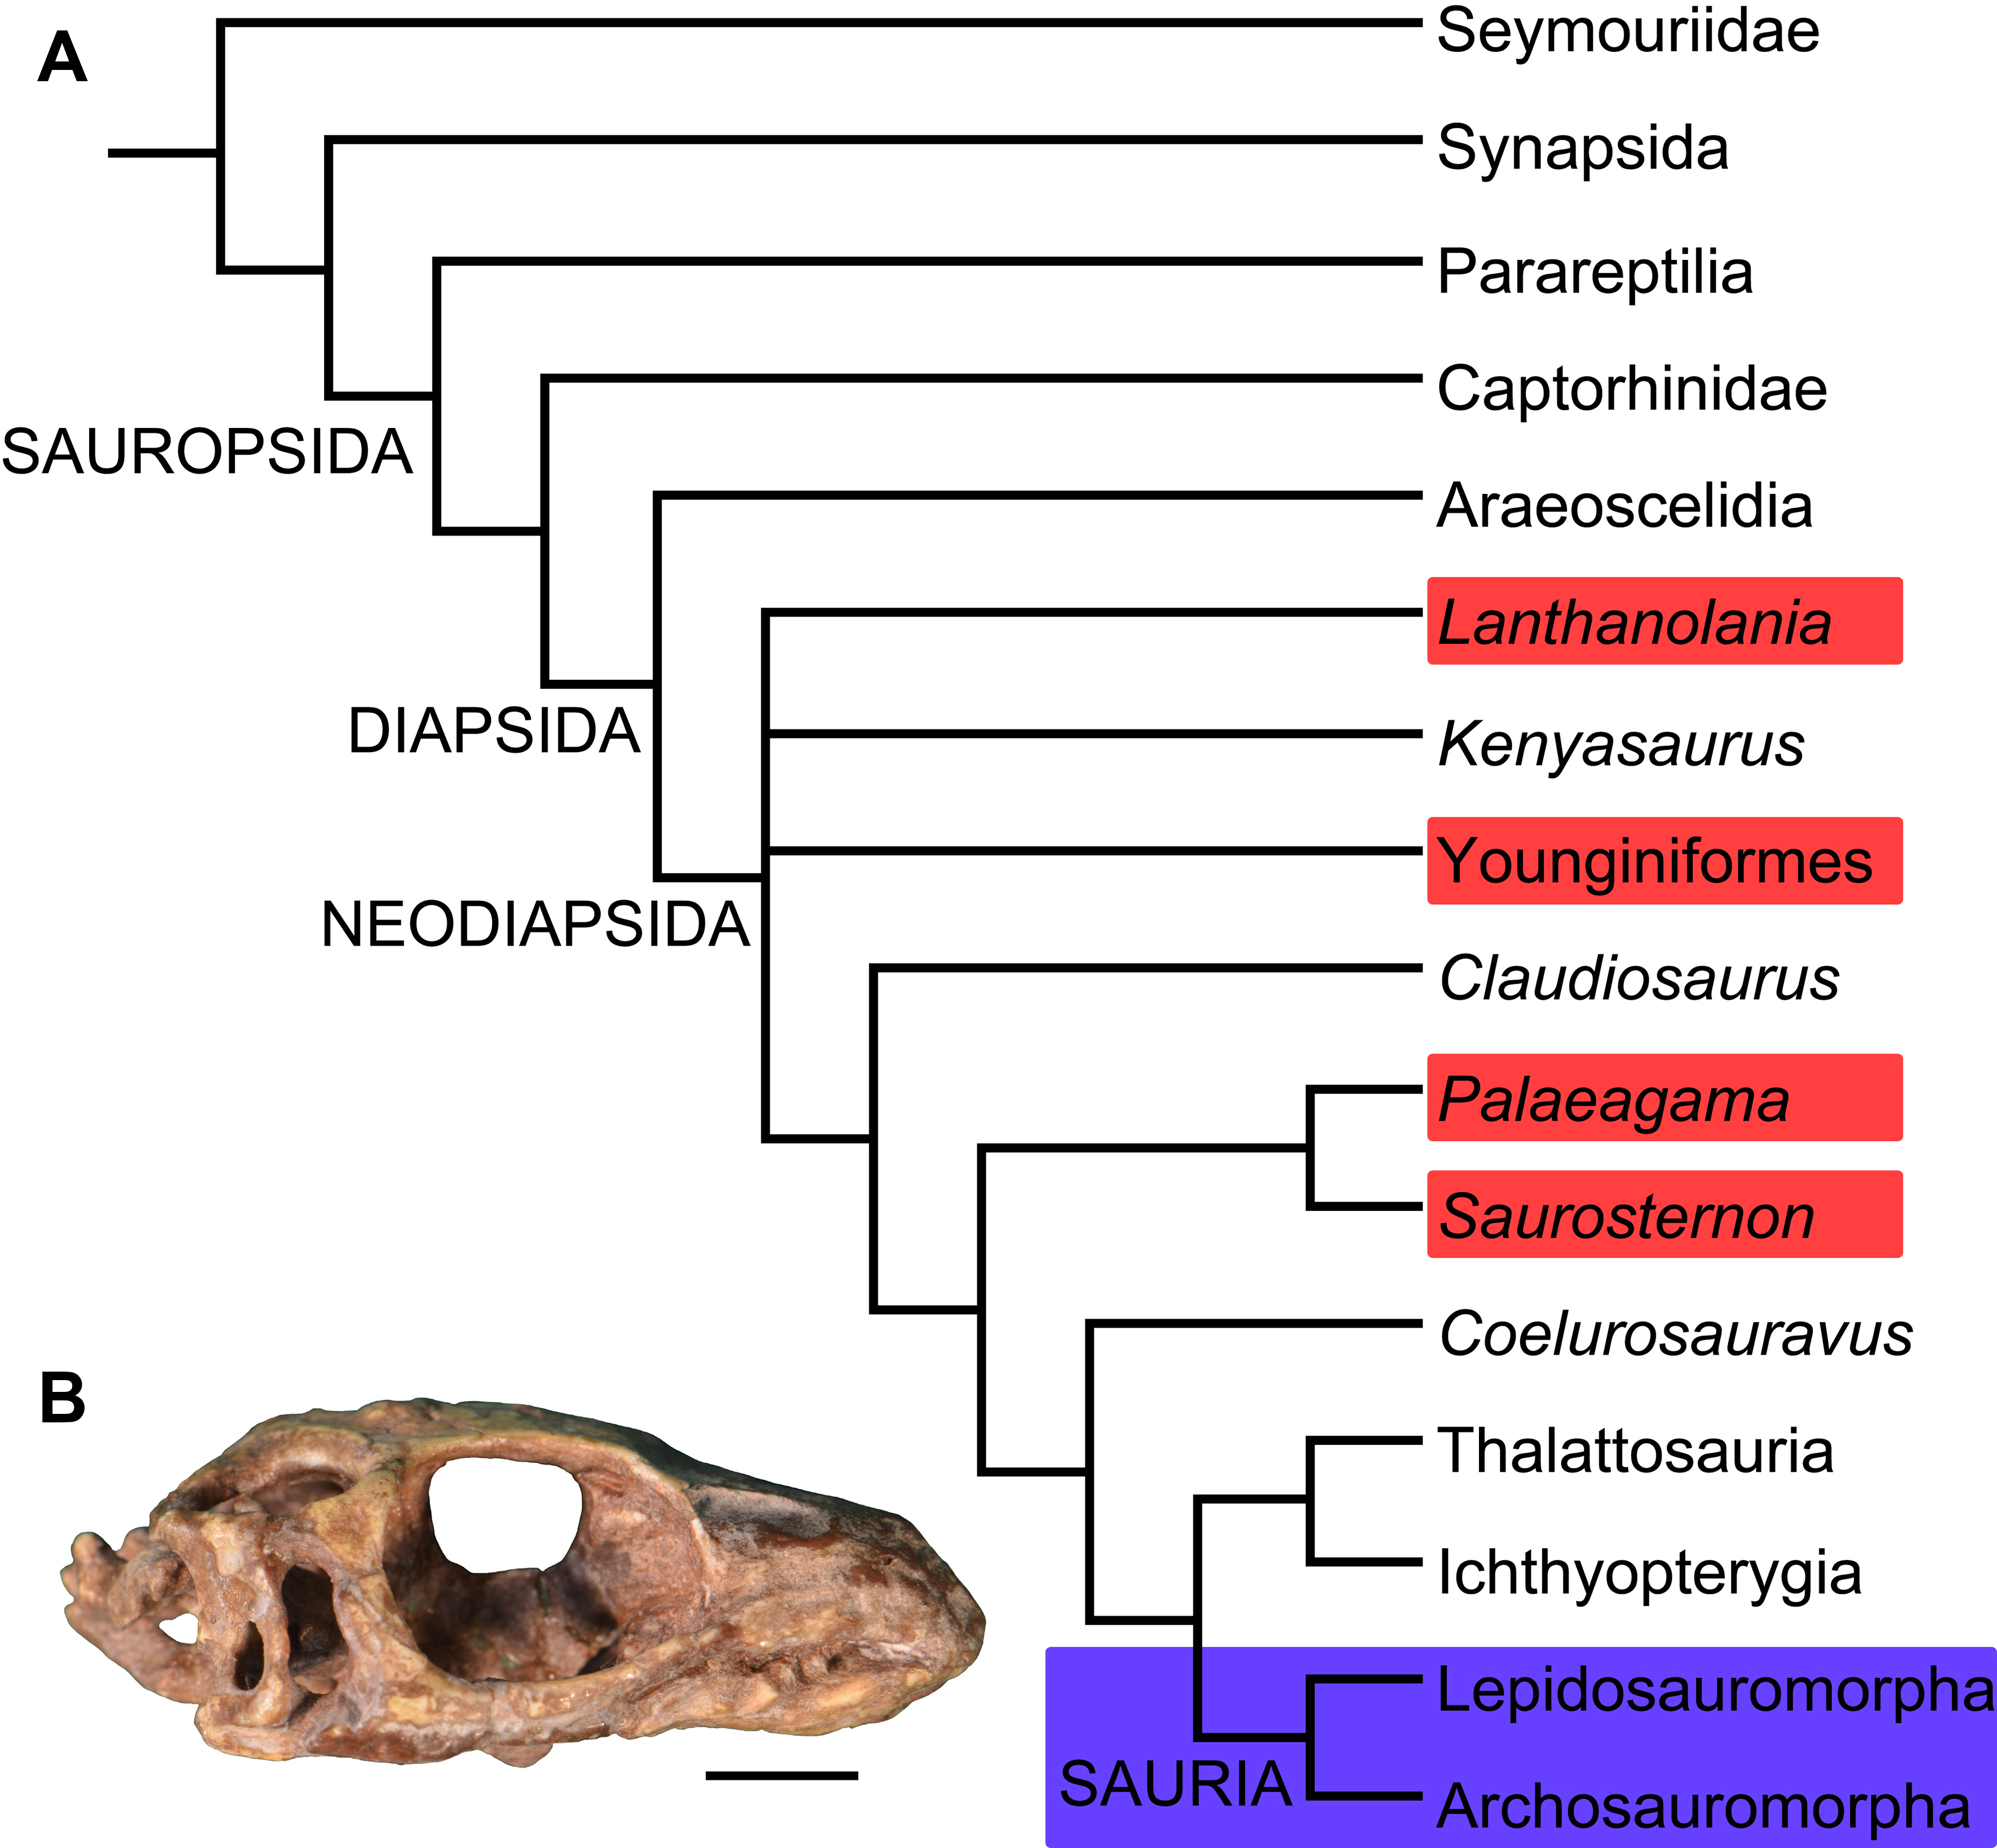 A
Seymouriidae
Synapsida
Parareptilia
Captorhinidae
SAUROPSIDA
Araeoscelidia
Lanthanolania
DIAPSIDA
Kenyasaurus
Younginiformes
NEODIAPSIDA
Claudiosaurus
Palaeagama
Saurosternon
Coelurosauravus
B
Thalattosauria
Ichthyopterygia
Lepidosauromorpha
SAURIA
Archosauromorpha